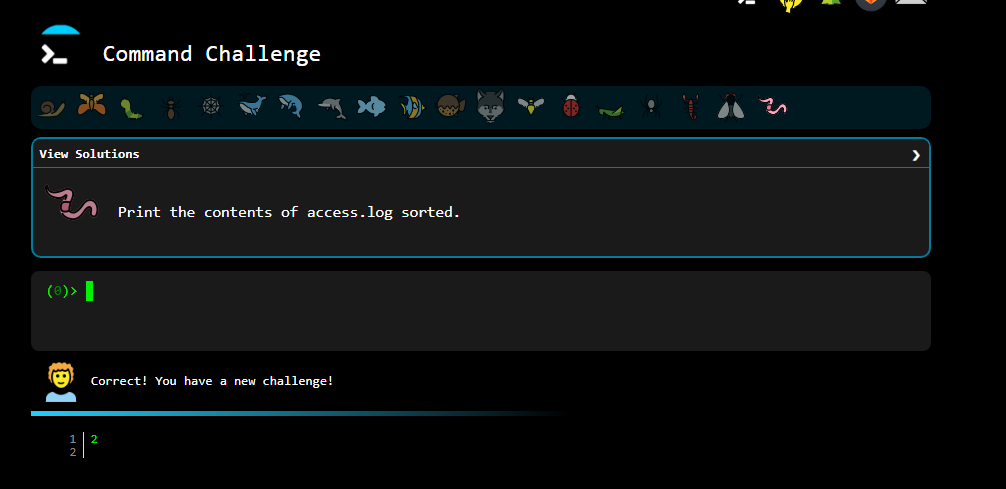 Command Challenge
View Solutions
Print the contents of access.log sorted.
(0)>
Correct! You have a new challenge!
1 2
2